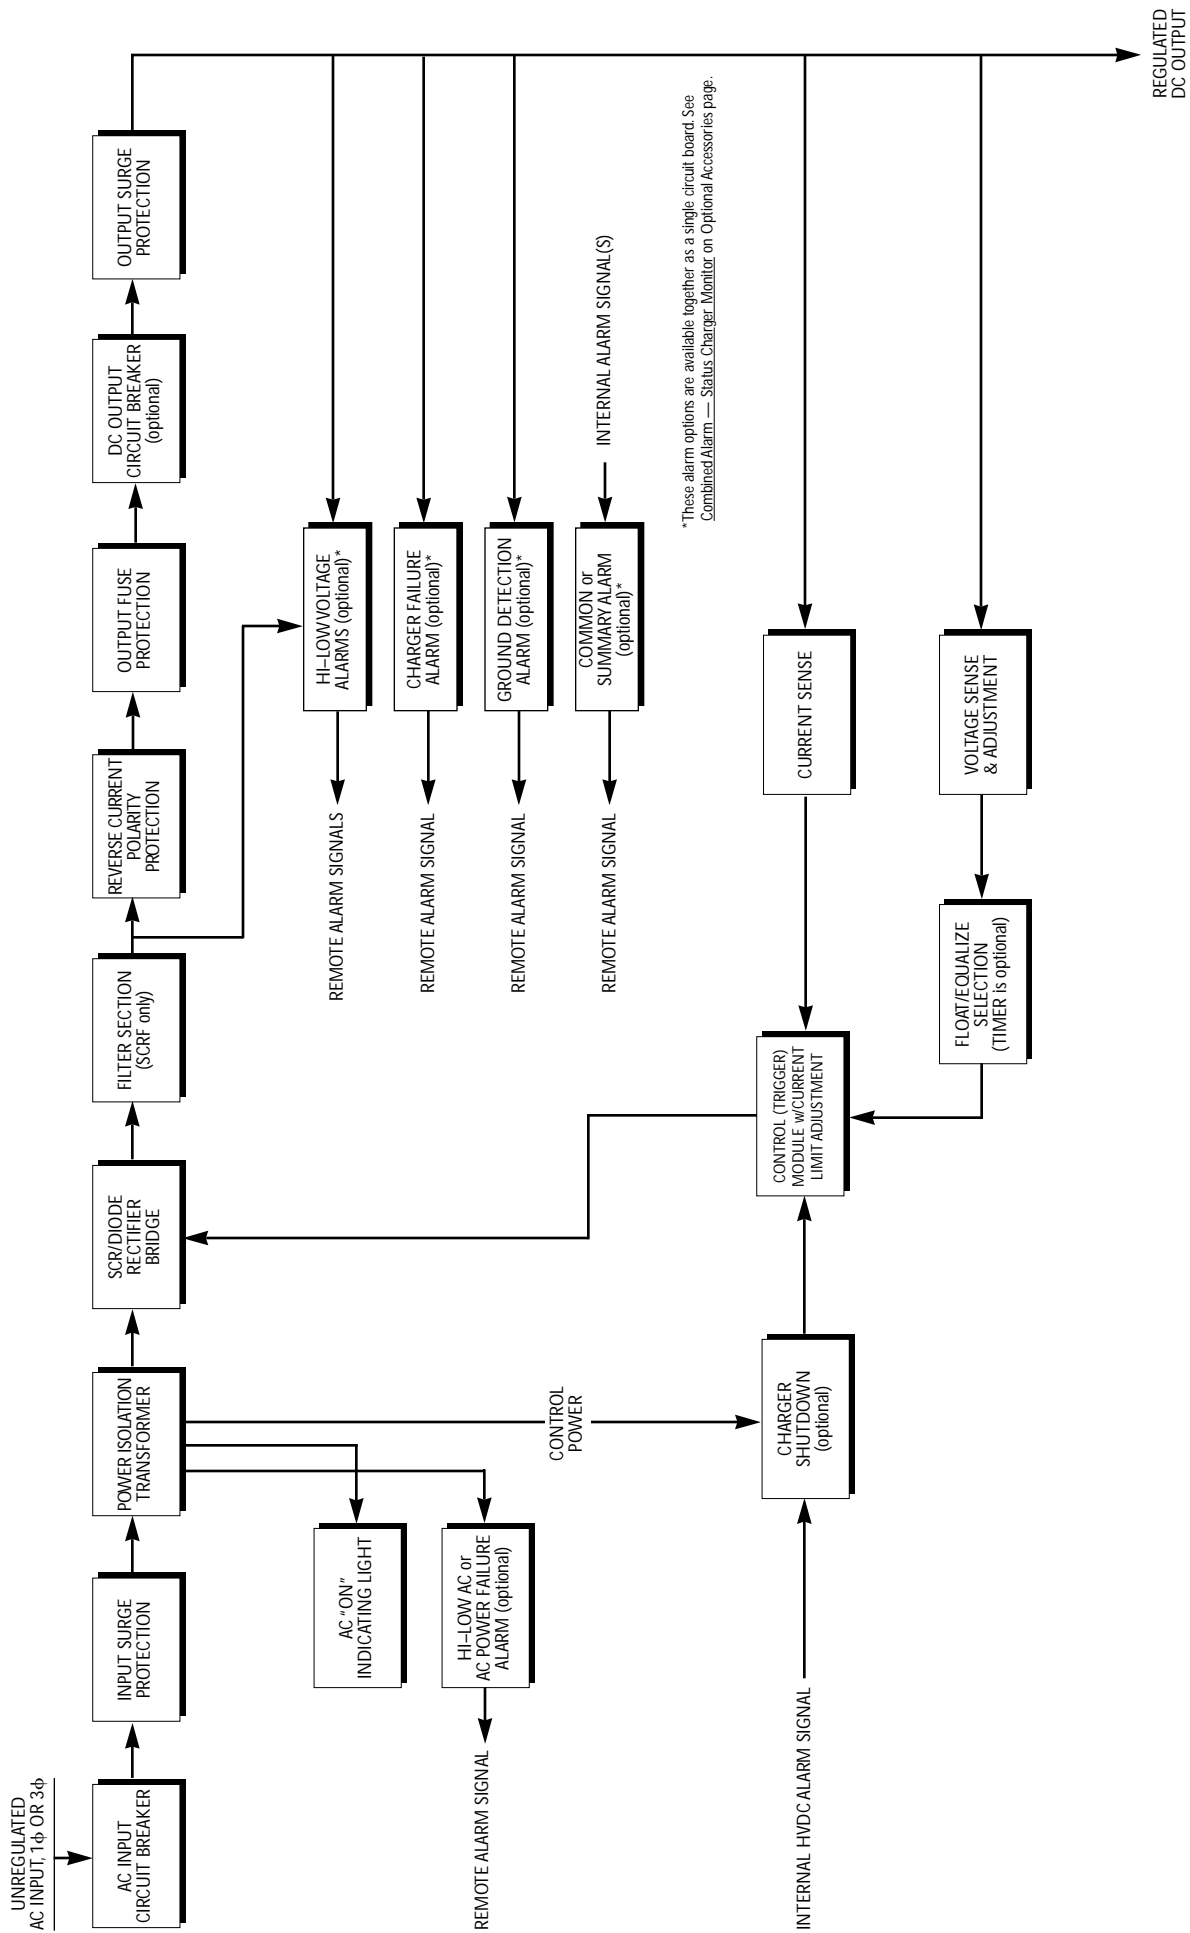 UNREGULATED
AC INPUT, 1ϕ OR 3ϕ
AC INPUT
CIRCUIT BREAKER
INPUT SURGE
PROTECTION
POWER ISOLATION
TRANSFORMER
SCR/DIODE
RECTIFIER
BRIDGE
FILTER SECTION
(SCRF only)
REVERSE CURRENT
POLARITY
PROTECTION
OUTPUT FUSE
PROTECTION
DC OUTPUT
CIRCUIT BREAKER
(optional)
OUTPUT SURGE
PROTECTION
AC "ON"
INDICATING LIGHT
HI–LOW AC or
AC POWER FAILURE
ALARM (optional)
REMOTE ALARM SIGNAL
CONTROL
POWER
HI–LOW VOLTAGE
ALARMS (optional)*
REMOTE ALARM SIGNALS
CHARGER FAILURE
ALARM (optional)*
REMOTE ALARM SIGNAL
GROUND DETECTION
ALARM (optional)*
REMOTE ALARM SIGNAL
COMMON or
SUMMARY ALARM
(optional)*
REMOTE ALARM SIGNAL
INTERNAL ALARM SIGNAL(S)
*These alarm options are available together as a single circuit board. See
Combined Alarm — Status Charger Monitor on Optional Accessories page.
INTERNAL HVDC ALARM SIGNAL
CHARGER
SHUTDOWN
(optional)
CONTROL (TRIGGER)
MODULE w/CURRENT
LIMIT ADJUSTMENT
CURRENT SENSE
FLOAT/EQUALIZE
SELECTION
(TIMER is optional)
VOLTAGE SENSE
& ADJUSTMENT
REGULATED
DC OUTPUT